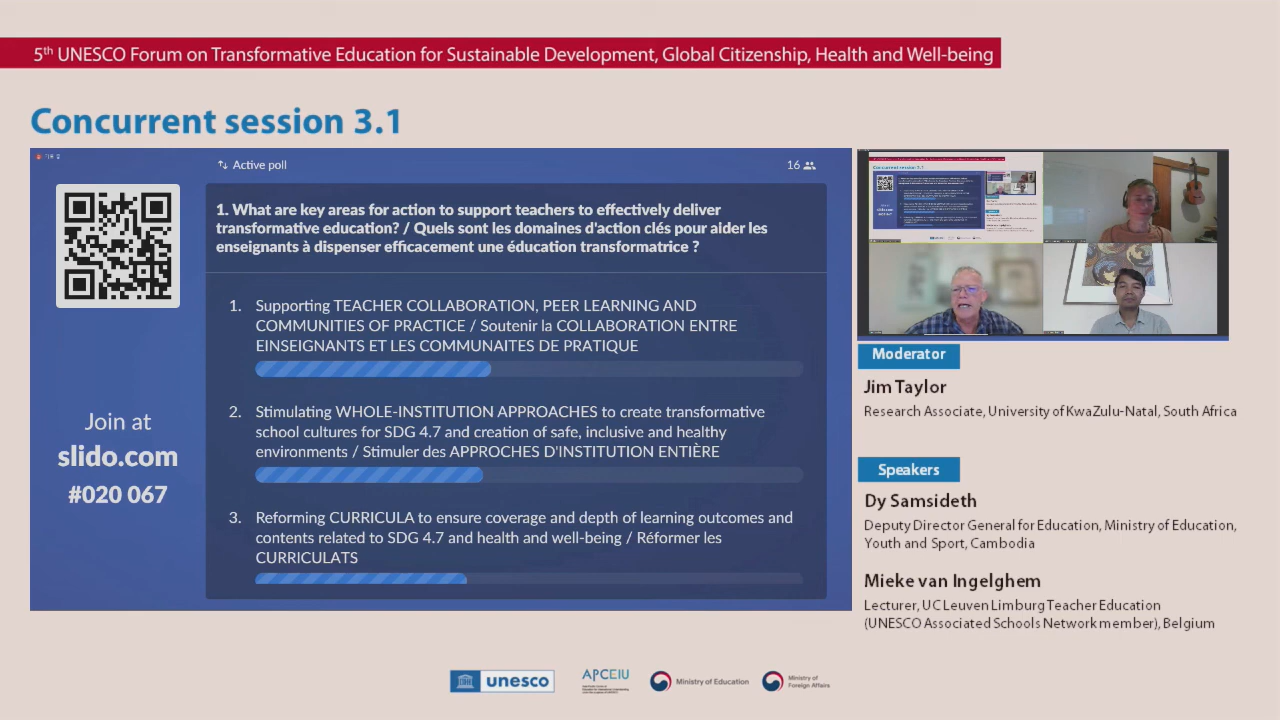 5th UNESCO Forum on Transformative Education for Sustainable Development, Global Citizenship, Health and Well-being
Concurrent session 3.1
Active poll
16
1. What are key areas for action to support teachers to effectively deliver
transformative education? / Quels sont les domaines d'action clés pour aider les
enseignants à dispenser efficacement une éducation transformatrice ?
1. Supporting TEACHER COLLABORATION, PEER LEARNING AND
COMMUNITIES OF PRACTICE / Soutenir la COLLABORATION ENTRE
EINSEIGNANTS ET LES COMMUNAITES DE PRATIQUE
2. Stimulating WHOLE-INSTITUTION APPROACHES to create transformative
school cultures for SDG 4.7 and creation of safe, inclusive and healthy
environments / Stimuler des APPROCHES D'INSTITUTION ENTIÈRE
3. Reforming CURRICULA to ensure coverage and depth of learning outcomes and
contents related to SDG 4.7 and health and well-being / Réformer les
CURRICULATS
Join at
slido.com
#020 067
Moderator
Jim Taylor
Research Associate, University of KwaZulu-Natal, South Africa
Speakers
Dy Samsideth
Deputy Director General for Education, Ministry of Education,
Youth and Sport, Cambodia
Mieke van Ingelghem
Lecturer, UC Leuven Limburg Teacher Education
(UNESCO Associated Schools Network member), Belgium
unesco
APCEIU
Ministry of Education
Ministry of
Foreign Affairs